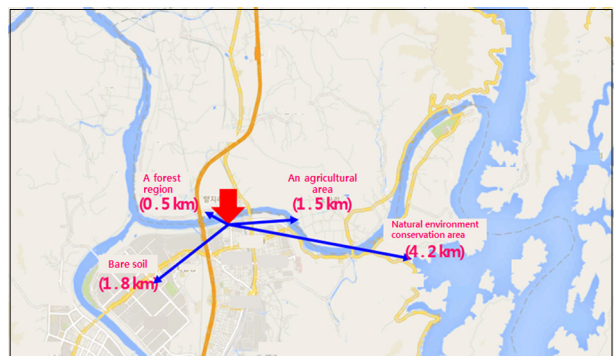 A forest
region
(0.5 km)
An agricultural
area
(1.5 km)
Natural environment
conservation area
(4.2 km)
Bare soil
(1.8 km)